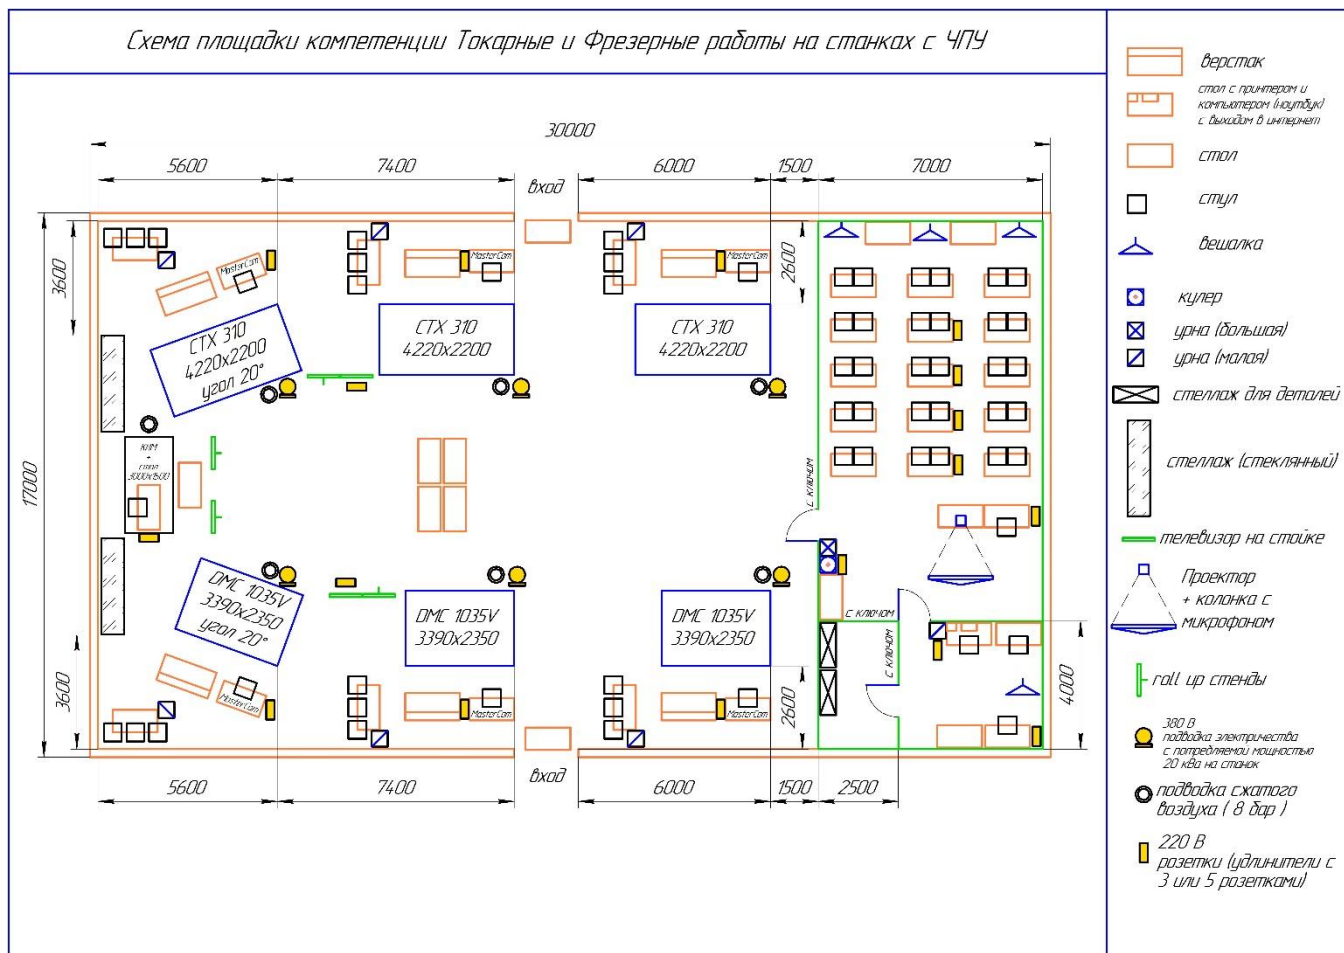 Схема площадки компетенции Токарные и Фрезерные работы на станках с ЧПУ
30000
5600
7400
вход
6000
1500
7000
3600
2600
17000
MasterCam
MasterCam
MasterCam
CTX 310
4220x2200
угол 20°
CTX 310
4220x2200
CTX 310
4220x2200
КИМ
+
стол
3000x1500
с ключом
DMC 1035V
3390x2350
угол 20°
DMC 1035V
3390x2350
DMC 1035V
3390x2350
с ключом
с ключом
3600
2600
4000
MasterCam
MasterCam
MasterCam
5600
7400
вход
6000
1500
2500
верстак
стол с принтером и
компьютером (ноутбук)
с выходом в интернет
стол
стул
вешалка
кулер
урна (большая)
урна (малая)
стеллаж для деталей
стеллаж (стеклянный)
телевизор на стойке
Проектор
+ колонка с
микрофоном
roll up стенды
380 В
подводка электричества
с потребляемой мощностью
20 кВа на станок
подводка сжатого
воздуха ( 8 бар )
220 В
розетки (удлинители с
3 или 5 розетками)